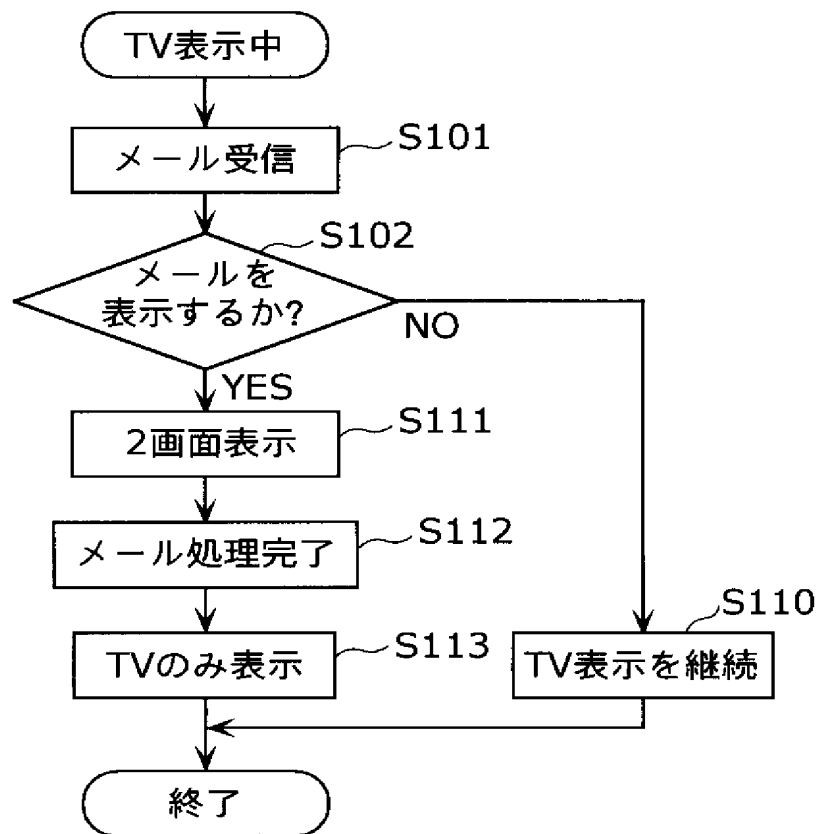 TV表示中
メール受信
S101
S102
メールを
表示するか?
NO
YES
2画面表示
S111
メール処理完了
S112
TVのみ表示
S113
S110
TV表示を継続
終了